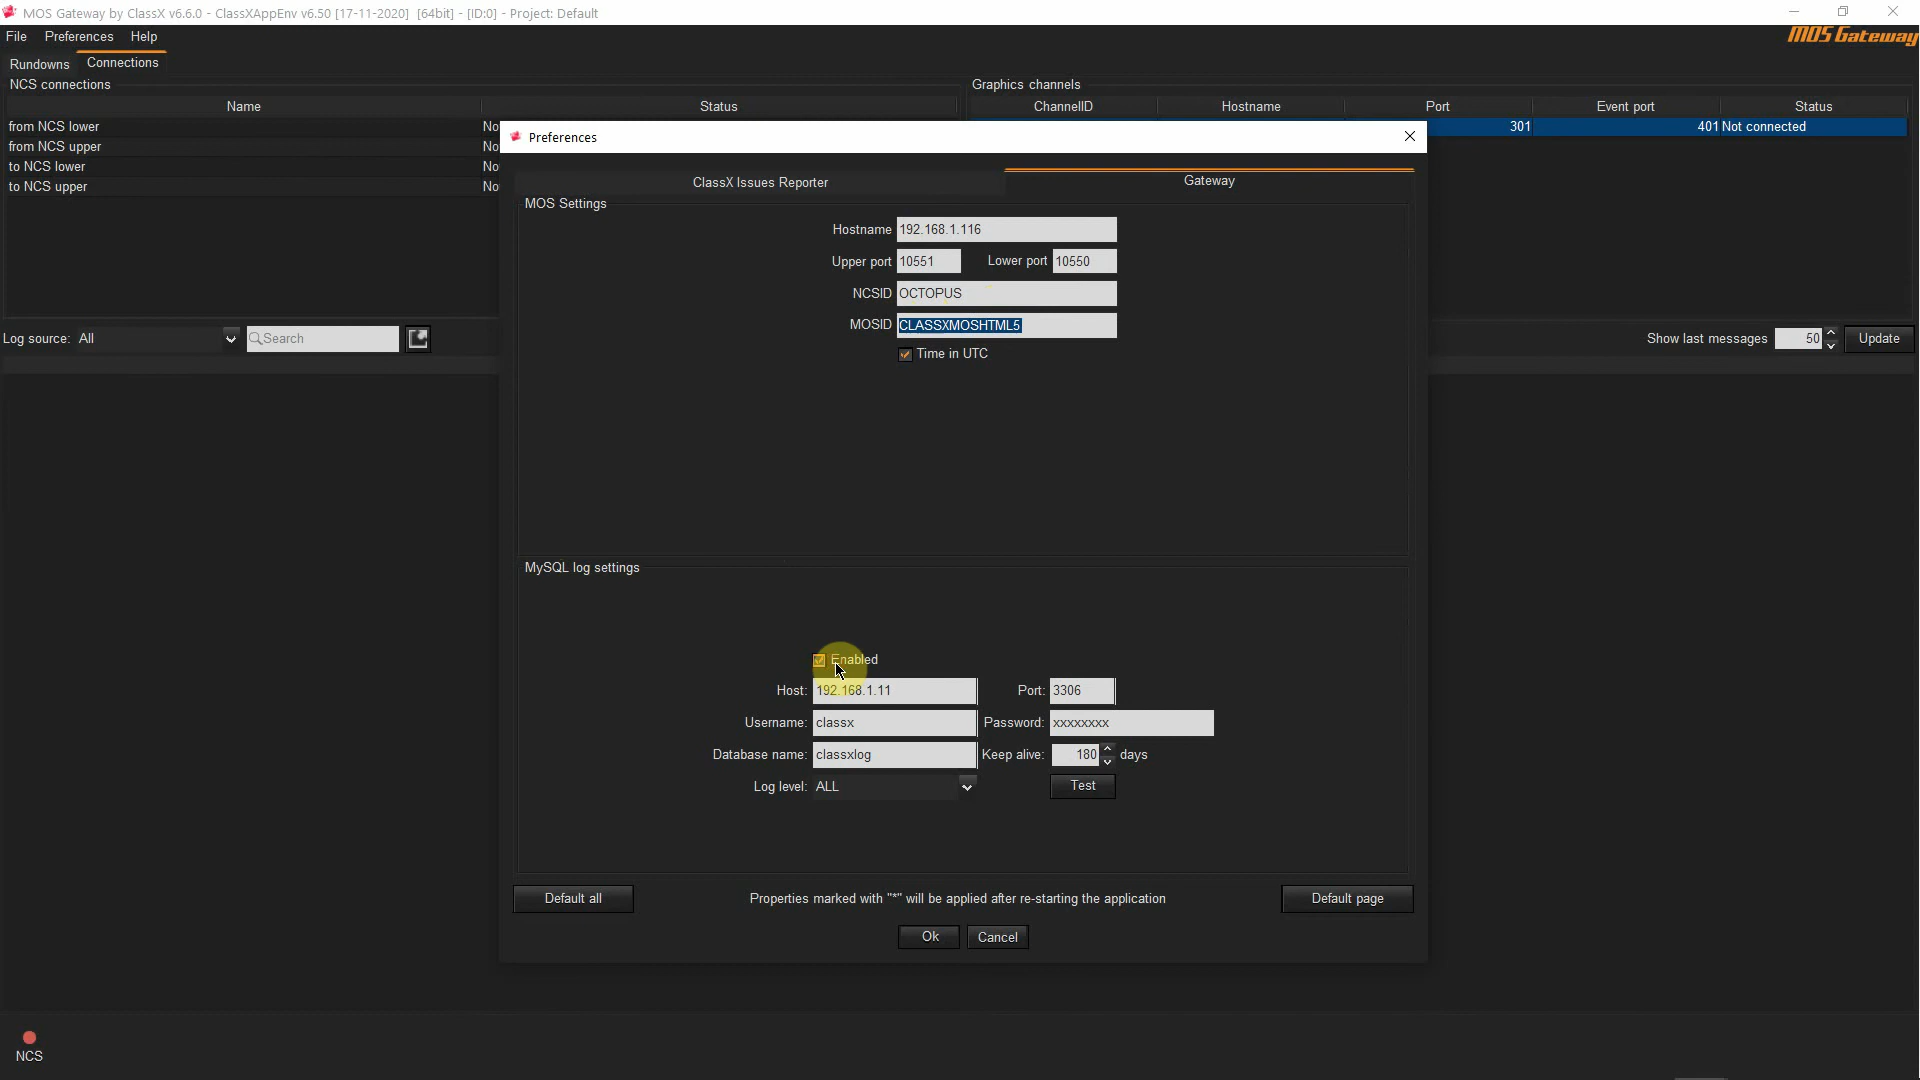 MOS Gateway by ClassX v6.6.0 - ClassXAppEnv v6.50 [17-11-2020] [64bit] - [ID:0] - Project: Default
File Preferences Help
MOS Gateway
Rundowns Connections
NCS connections
Graphics channels
Name Status
ChannelID Hostname Port Event port Status
from NCS lower No
301 401 Not connected
from NCS upper No
to NCS lower No
to NCS upper No
Preferences
ClassX Issues Reporter Gateway
MOS Settings
Hostname 192.168.1.116
Upper port 10551 Lower port 10550
NCSID OCTOPUS
MOSID CLASSXMOSHTML5
Time in UTC
Log source: All Search
Show last messages 50 Update
MySQL log settings
Enabled
Host: 192.168.1.11 Port: 3306
Username: classx Password: xxxxxxxx
Database name: classxlog Keep alive: 180 days
Log level: ALL Test
Default all Properties marked with "*" will be applied after re-starting the application Default page
Ok Cancel
NCS